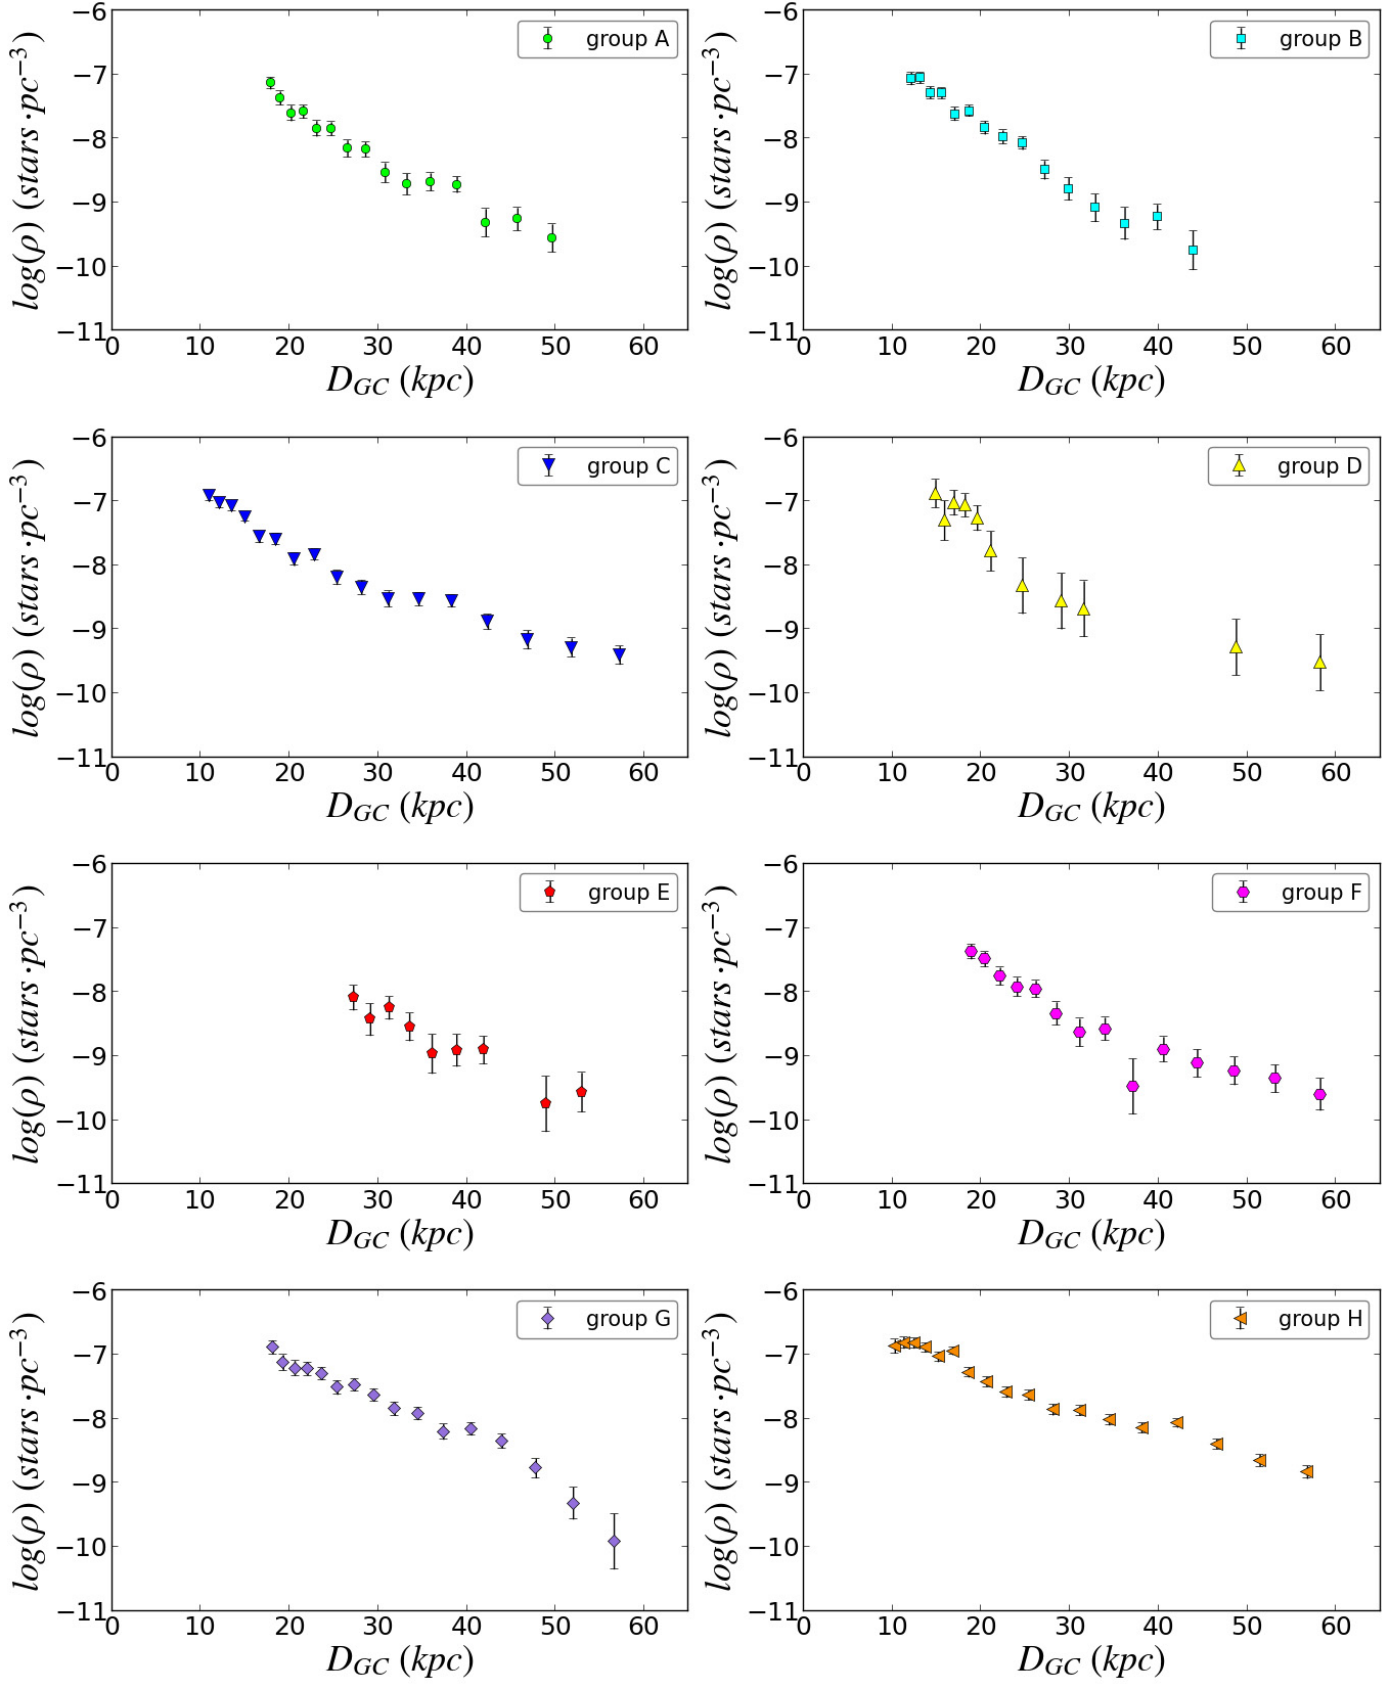 −6
−7
−8
−9
−10
−11
0 10 20 30 40 50 60
log(ρ) (stars·pc⁻³)
D_GC (kpc)
group A
−6
−7
−8
−9
−10
−11
0 10 20 30 40 50 60
log(ρ) (stars·pc⁻³)
D_GC (kpc)
group B
−6
−7
−8
−9
−10
−11
0 10 20 30 40 50 60
log(ρ) (stars·pc⁻³)
D_GC (kpc)
group C
−6
−7
−8
−9
−10
−11
0 10 20 30 40 50 60
log(ρ) (stars·pc⁻³)
D_GC (kpc)
group D
−6
−7
−8
−9
−10
−11
0 10 20 30 40 50 60
log(ρ) (stars·pc⁻³)
D_GC (kpc)
group E
−6
−7
−8
−9
−10
−11
0 10 20 30 40 50 60
log(ρ) (stars·pc⁻³)
D_GC (kpc)
group F
−6
−7
−8
−9
−10
−11
0 10 20 30 40 50 60
log(ρ) (stars·pc⁻³)
D_GC (kpc)
group G
−6
−7
−8
−9
−10
−11
0 10 20 30 40 50 60
log(ρ) (stars·pc⁻³)
D_GC (kpc)
group H